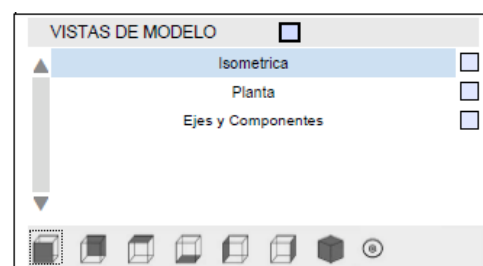 VISTAS DE MODELO
Isometrica
Planta
Ejes y Componentes